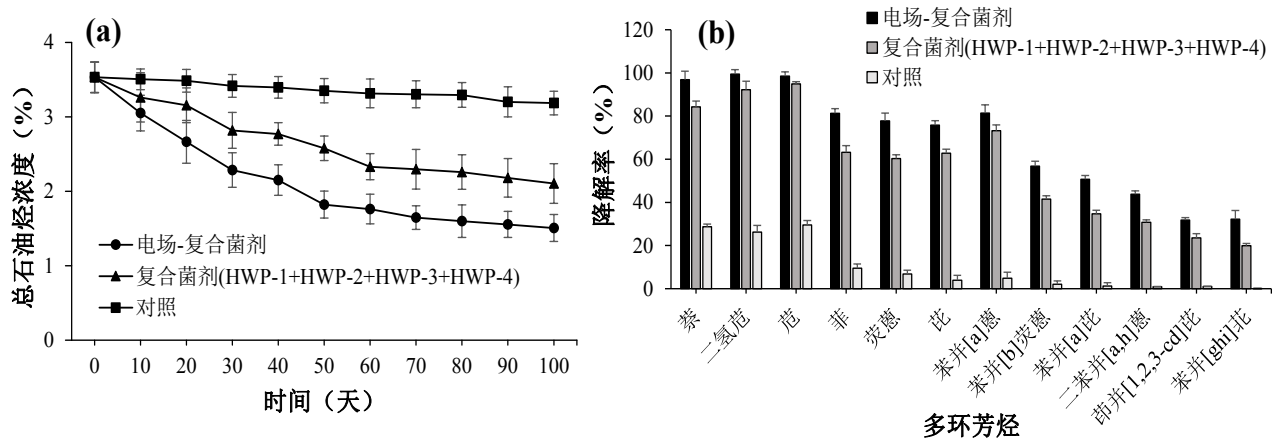 (a)
总石油烃浓度（%）
4
3
2
1
0
电场-复合菌剂
复合菌剂(HWP-1+HWP-2+HWP-3+HWP-4)
对照
0 10 20 30 40 50 60 70 80 90 100
时间（天）
(b)
电场-复合菌剂
复合菌剂(HWP-1+HWP-2+HWP-3+HWP-4)
对照
降解率（%）
120
100
80
60
40
20
0
萘
二氢苊
苊
菲
荧蒽
芘
苯并[a]蒽
苯并[b]荧蒽
苯并[a]芘
二苯并[a,h]蒽
茚并[1,2,3-cd]芘
苯并[ghi]苝
多环芳烃